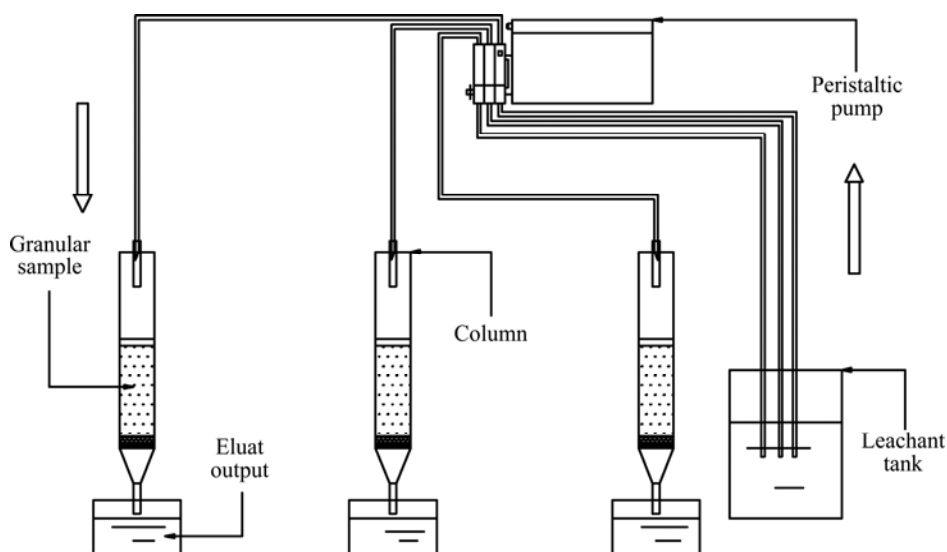 Peristaltic
pump
Granular
sample
Column
Eluat
output
Leachant
tank